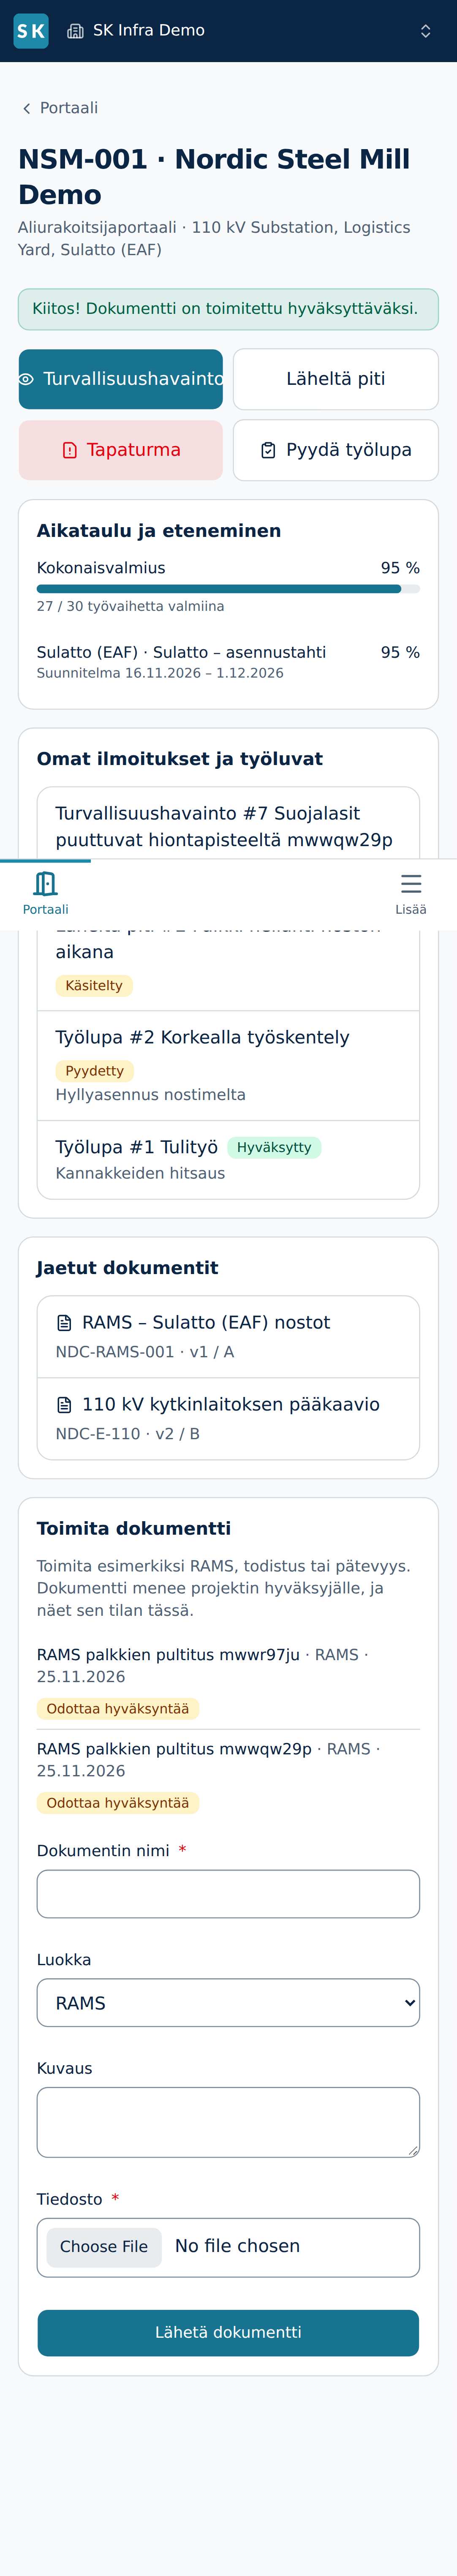 SK
SK Infra Demo
Portaali
NSM-001 · Nordic Steel Mill
Demo
Aliurakoitsijaportaali · 110 kV Substation, Logistics
Yard, Sulatto (EAF)
Kiitos! Dokumentti on toimitettu hyväksyttäväksi.
Turvallisuushavainto
Läheltä piti
Tapaturma
Pyydä työlupa
Aikataulu ja eteneminen
Kokonaisvalmius 95 %
27 / 30 työvaihetta valmiina
Sulatto (EAF) · Sulatto – asennustahti 95 %
Suunnitelma 16.11.2026 – 1.12.2026
Omat ilmoitukset ja työluvat
Turvallisuushavainto #7 Suojalasit
puuttuvat hiontapisteeltä mwwqw29p
Portaali
Lisää
aikana
Käsitelty
Työlupa #2 Korkealla työskentely
Pyydetty
Hyllyasennus nostimelta
Työlupa #1 Tulityö Hyväksytty
Kannakkeiden hitsaus
Jaetut dokumentit
RAMS – Sulatto (EAF) nostot
NDC-RAMS-001 · v1 / A
110 kV kytkinlaitoksen pääkaavio
NDC-E-110 · v2 / B
Toimita dokumentti
Toimita esimerkiksi RAMS, todistus tai pätevyys.
Dokumentti menee projektin hyväksyjälle, ja
näet sen tilan tässä.
RAMS palkkien pultitus mwwr97ju · RAMS ·
25.11.2026
Odottaa hyväksyntää
RAMS palkkien pultitus mwwqw29p · RAMS ·
25.11.2026
Odottaa hyväksyntää
Dokumentin nimi *
Luokka
RAMS
Kuvaus
Tiedosto *
Choose File No file chosen
Lähetä dokumentti